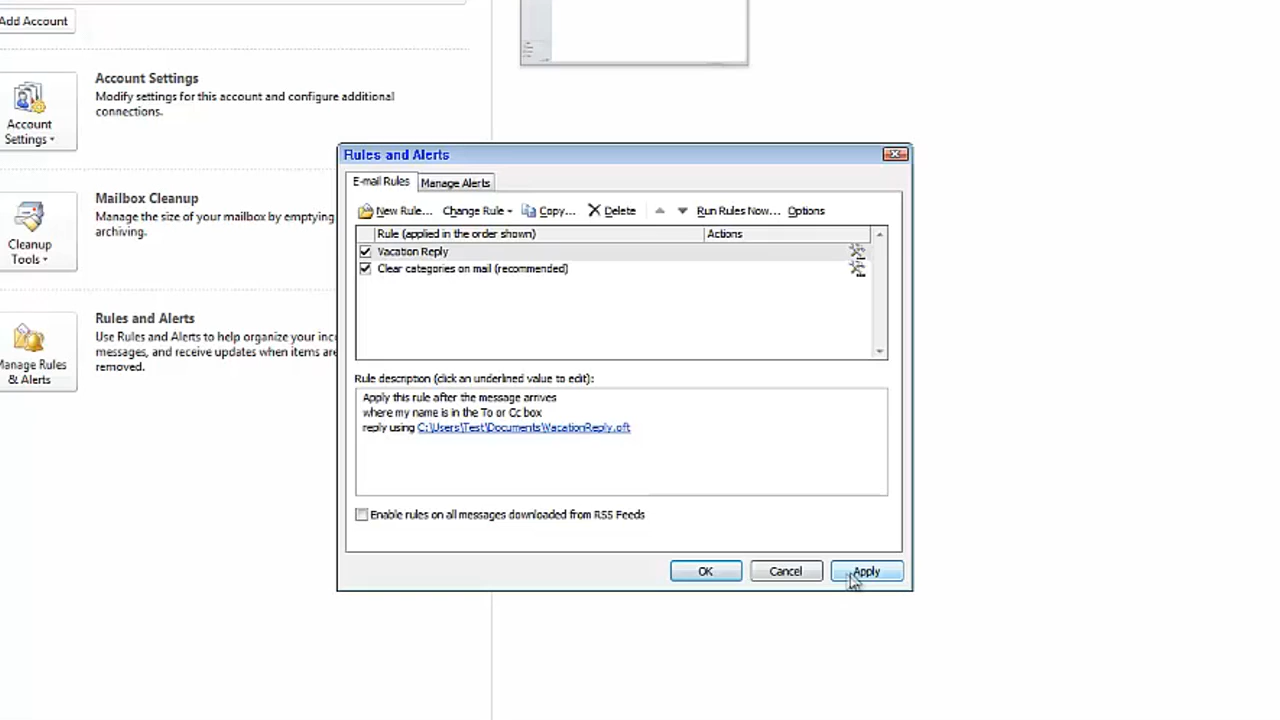 Add Account
Account Settings
Modify settings for this account and configure additional
connections.
Account
Settings
Mailbox Cleanup
Manage the size of your mailbox by emptying
archiving.
Cleanup
Tools
Rules and Alerts
Use Rules and Alerts to help organize your inc
messages, and receive updates when items are
removed.
Manage Rules
& Alerts
Rules and Alerts
E-mail Rules Manage Alerts
New Rule... Change Rule Copy... Delete Run Rules Now... Options
Rule (applied in the order shown) Actions
Vacation Reply
Clear categories on mail (recommended)
Rule description (click an underlined value to edit):
Apply this rule after the message arrives
where my name is in the To or Cc box
reply using C:\Users\Test\Documents\VacationReply.oft
Enable rules on all messages downloaded from RSS Feeds
OK Cancel Apply